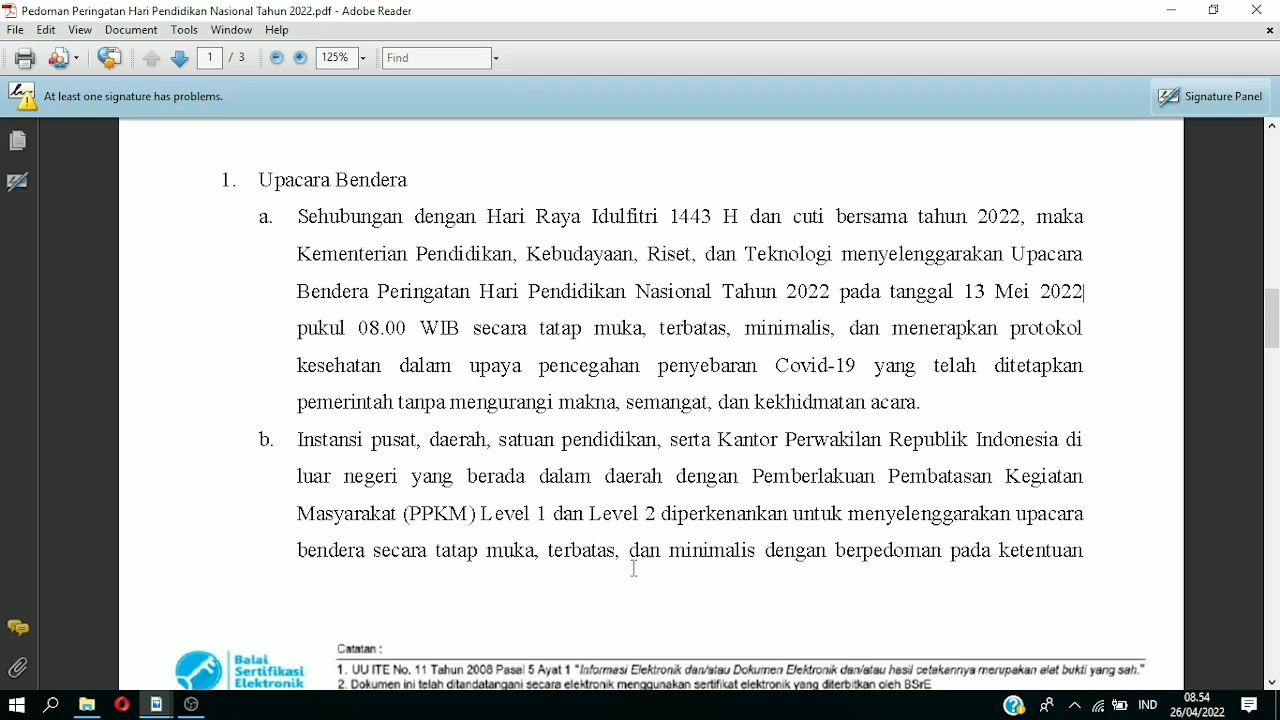 Pedoman Peringatan Hari Pendidikan Nasional Tahun 2022.pdf - Adobe Reader
File Edit View Document Tools Window Help
1 / 3 125% Find
At least one signature has problems.
Signature Panel
1. Upacara Bendera
a. Sehubungan dengan Hari Raya Idulfitri 1443 H dan cuti bersama tahun 2022, maka
Kementerian Pendidikan, Kebudayaan, Riset, dan Teknologi menyelenggarakan Upacara
Bendera Peringatan Hari Pendidikan Nasional Tahun 2022 pada tanggal 13 Mei 2022
pukul 08.00 WIB secara tatap muka, terbatas, minimalis, dan menerapkan protokol
kesehatan dalam upaya pencegahan penyebaran Covid-19 yang telah ditetapkan
pemerintah tanpa mengurangi makna, semangat, dan kekhidmatan acara.
b. Instansi pusat, daerah, satuan pendidikan, serta Kantor Perwakilan Republik Indonesia di
luar negeri yang berada dalam daerah dengan Pemberlakuan Pembatasan Kegiatan
Masyarakat (PPKM) Level 1 dan Level 2 diperkenankan untuk menyelenggarakan upacara
bendera secara tatap muka, terbatas, dan minimalis dengan berpedoman pada ketentuan
Balai
Sertifikasi
Elektronik
Catatan :
1. UU ITE No. 11 Tahun 2008 Pasal 5 Ayat 1 "Informasi Elektronik dan/atau Dokumen Elektronik dan/atau hasil cetakannya merupakan alat bukti yang sah."
2. Dokumen ini telah ditandatangani secara elektronik menggunakan sertifikat elektronik yang diterbitkan oleh BSrE
IND
08.54
26/04/2022